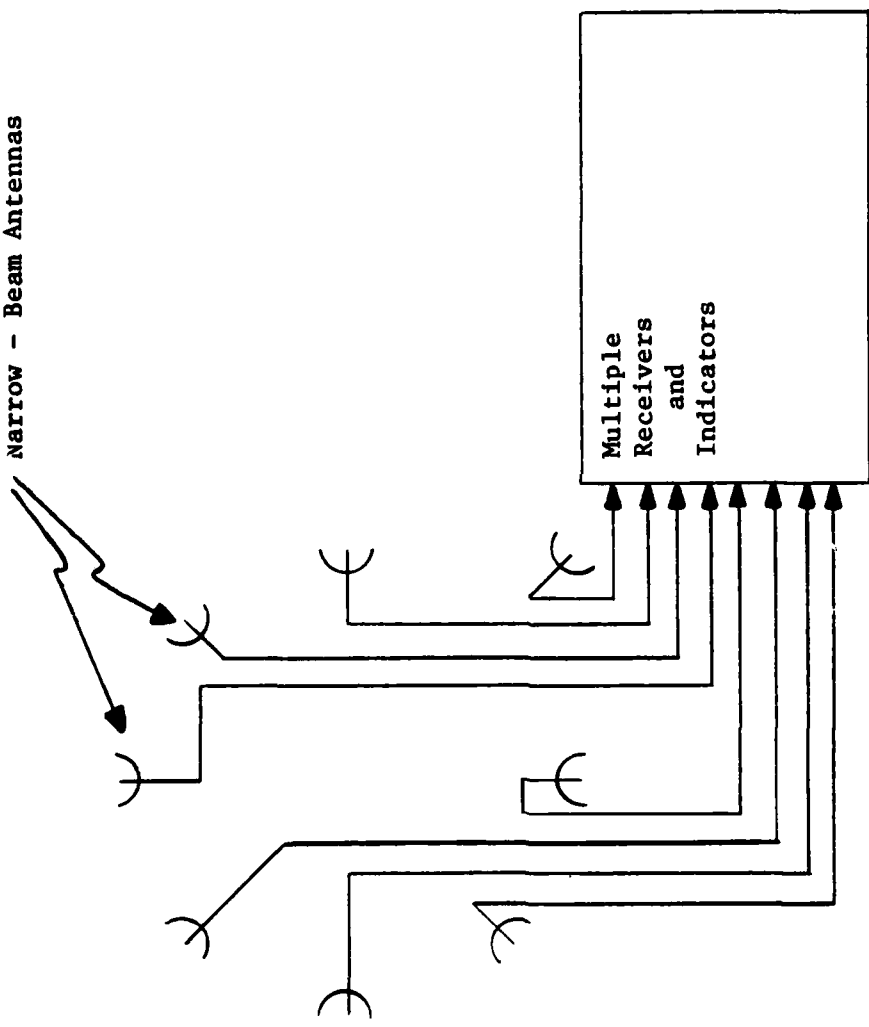 Narrow - Beam Antennas
Multiple
Receivers
and
Indicators